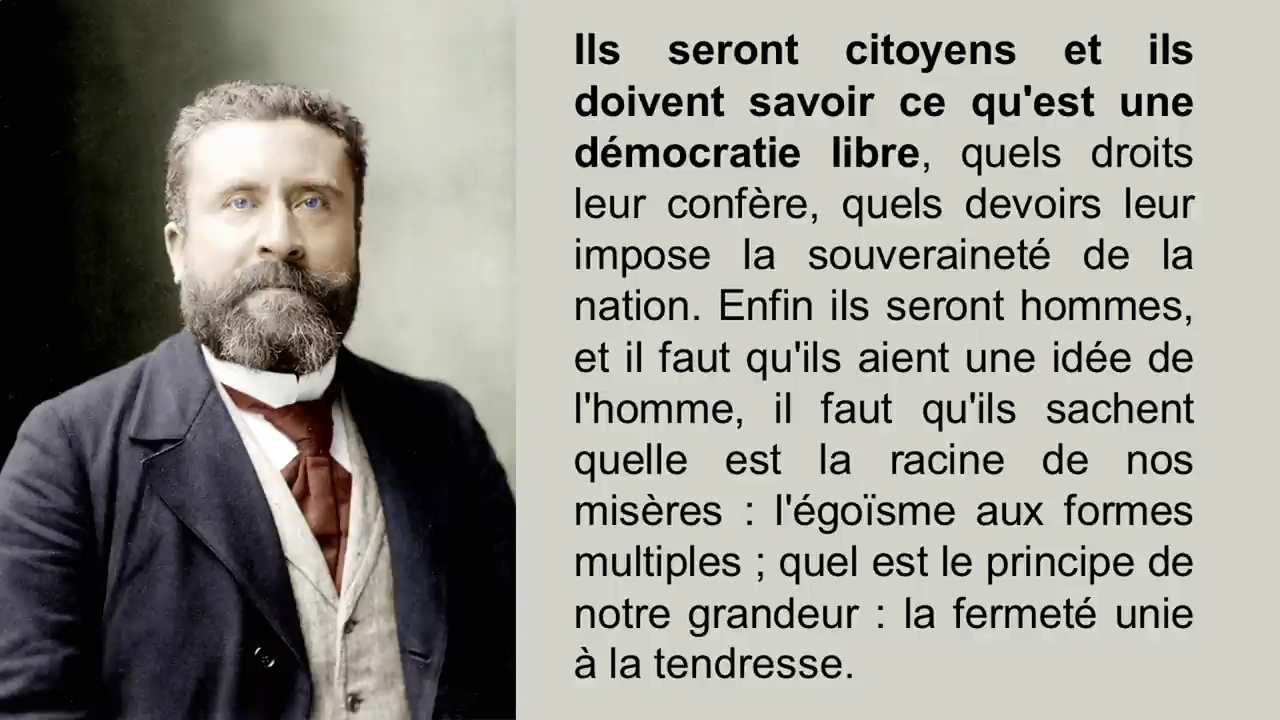 Ils seront citoyens et ils
doivent savoir ce qu'est une
démocratie libre, quels droits
leur confère, quels devoirs leur
impose la souveraineté de la
nation. Enfin ils seront hommes,
et il faut qu'ils aient une idée de
l'homme, il faut qu'ils sachent
quelle est la racine de nos
misères : l'égoïsme aux formes
multiples ; quel est le principe de
notre grandeur : la fermeté unie
à la tendresse.